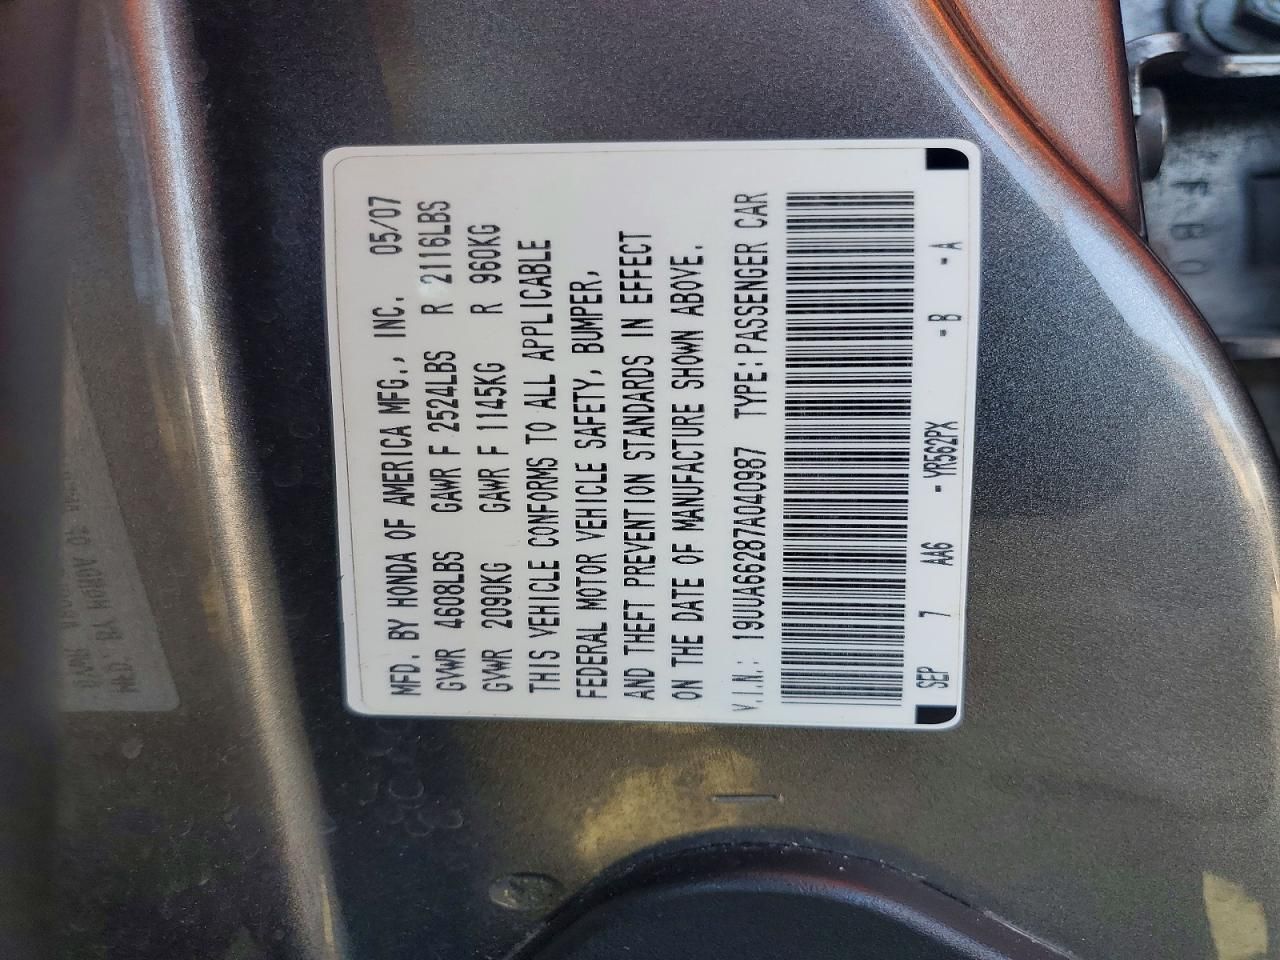 MFD. BY HONDA OF AMERICA MFG., INC. 05/07
GVWR 4608LBS GAWR F 2524LBS R 2116LBS
GVWR 2090KG GAWR F 1145KG R 960KG
THIS VEHICLE CONFORMS TO ALL APPLICABLE
FEDERAL MOTOR VEHICLE SAFETY, BUMPER,
AND THEFT PREVENTION STANDARDS IN EFFECT
ON THE DATE OF MANUFACTURE SHOWN ABOVE.
V.I.N.: 19UUA66287A040987 TYPE:PASSENGER CAR
SEP 7 AA6 - YR562PX -B -A